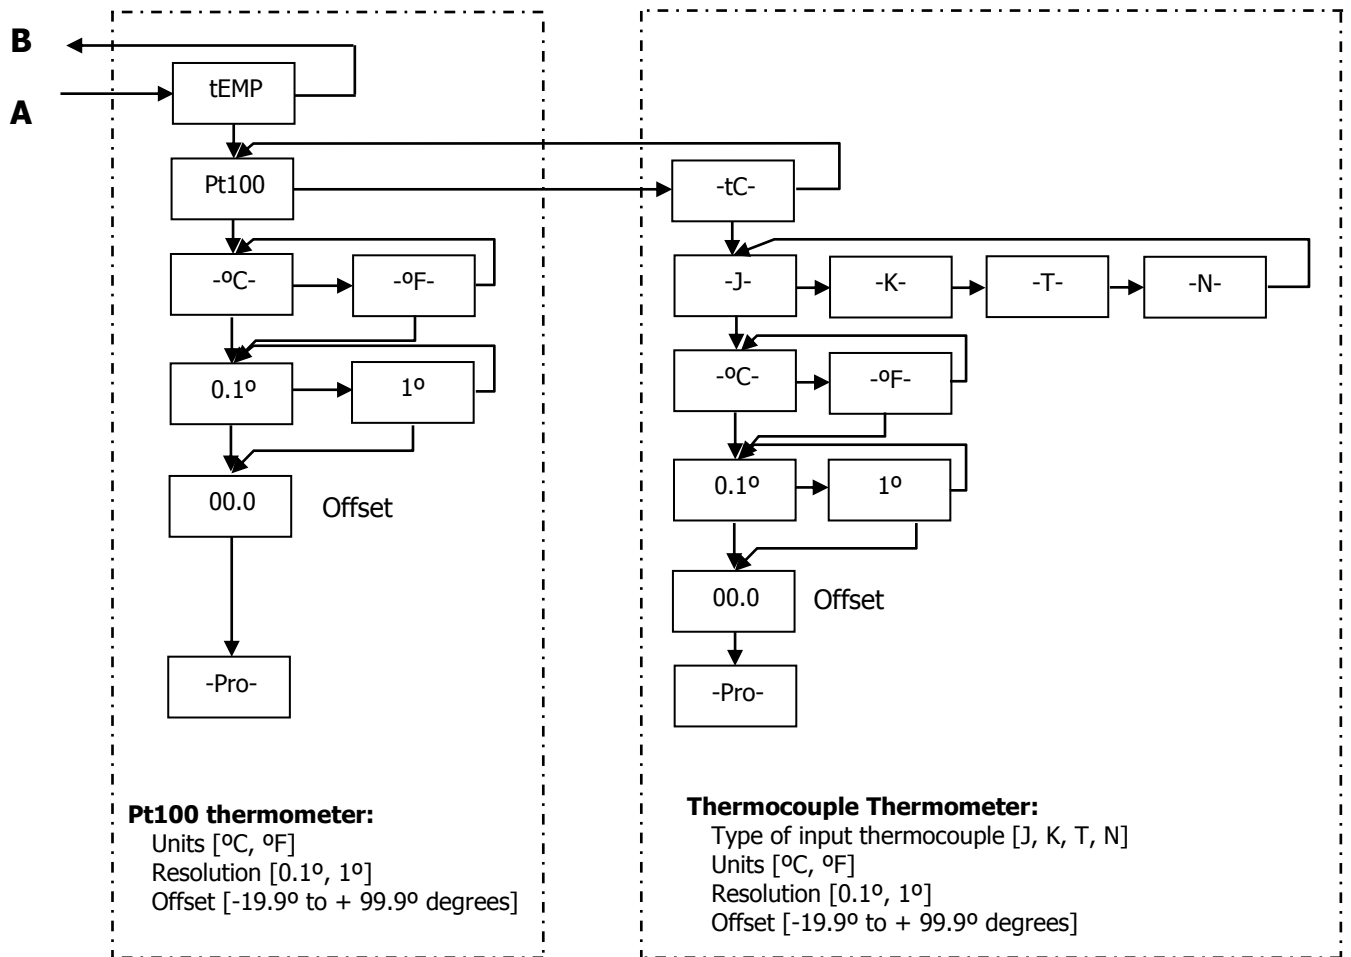 B
A
tEMP
Pt100
-ºC-
-ºF-
0.1º
1º
00.0
Offset
-Pro-
Pt100 thermometer:
Units [ºC, ºF]
Resolution [0.1º, 1º]
Offset [-19.9º to + 99.9º degrees]
-tC-
-J-
-K-
-T-
-N-
-ºC-
-ºF-
0.1º
1º
00.0
Offset
-Pro-
Thermocouple Thermometer:
Type of input thermocouple [J, K, T, N]
Units [ºC, ºF]
Resolution [0.1º, 1º]
Offset [-19.9º to + 99.9º degrees]